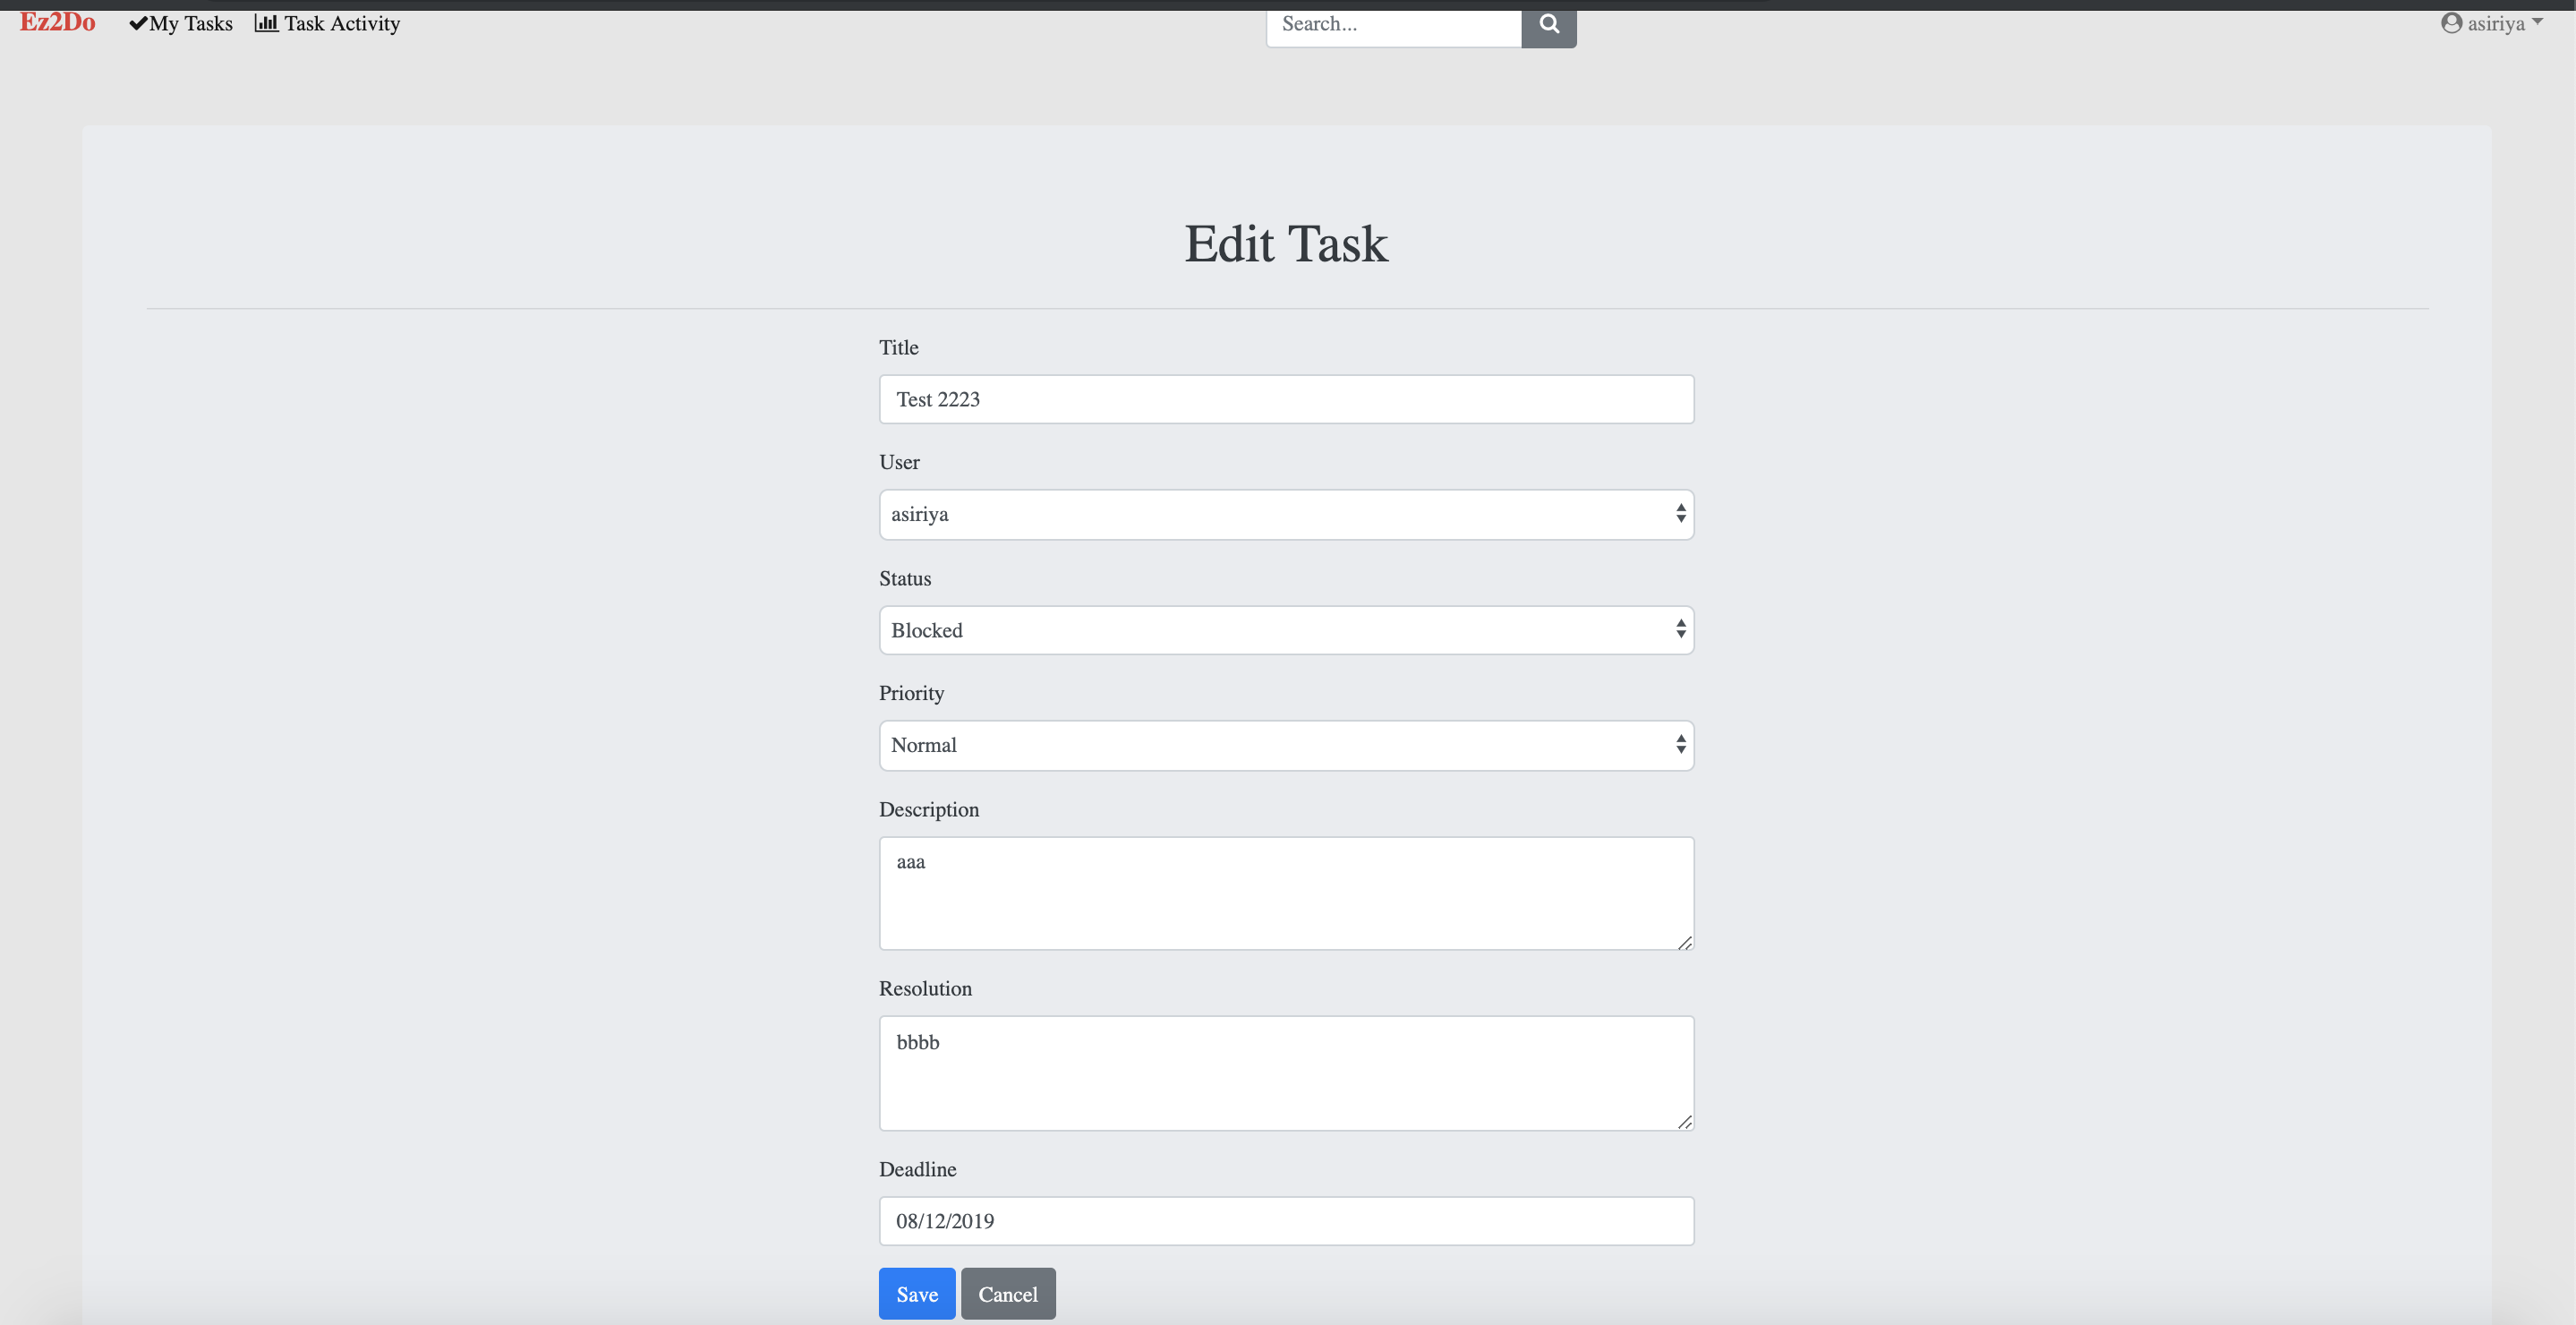 Ez2Do My Tasks Task Activity Search... asiriya
Edit Task
Title
Test 2223
User
asiriya
Status
Blocked
Priority
Normal
Description
aaa
Resolution
bbbb
Deadline
08/12/2019
Save Cancel